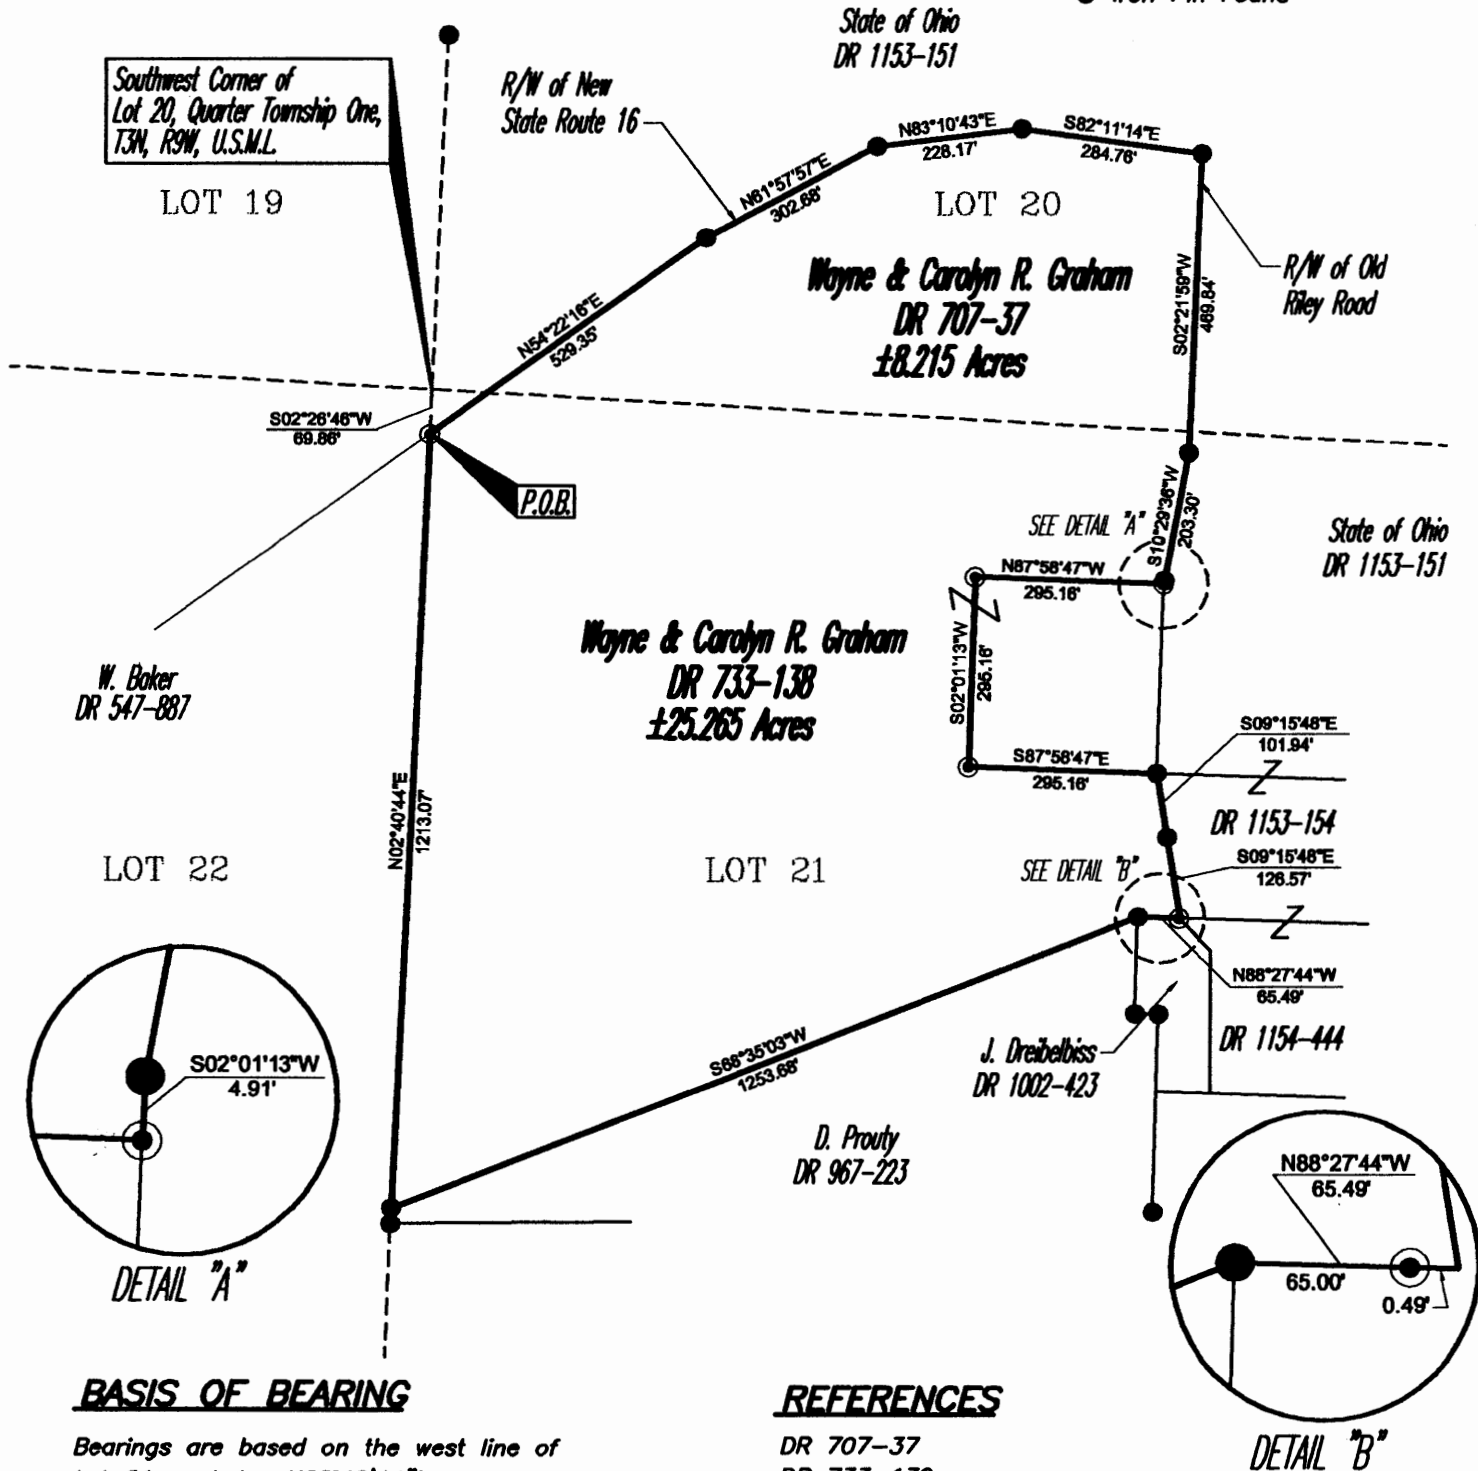 State of Ohio
DR 1153-151
Southwest Corner of
Lot 20, Quarter Township One,
T3N, R9W, U.S.M.L.
R/W of New
State Route 16
N83°10'43"E
228.17'
S82°11'14"E
284.76'
N61°57'57"E
302.68'
LOT 19
LOT 20
Wayne & Carolyn R. Graham
DR 707-37
±8.215 Acres
R/W of Old
Riley Road
S02°21'59"W
469.84'
N54°22'16"E
529.35'
S02°26'46"W
69.86'
P.O.B.
S10°29'36"W
203.30'
SEE DETAIL "A"
State of Ohio
DR 1153-151
N87°58'47"W
295.16'
S02°01'13"W
295.16'
Wayne & Carolyn R. Graham
DR 733-138
±25.265 Acres
W. Baker
DR 547-887
S87°58'47"E
295.16'
S09°15'48"E
101.94'
DR 1153-154
N02°40'44"E
1213.07'
LOT 22
LOT 21
SEE DETAIL "B"
S09°15'48"E
126.57'
N88°27'44"W
65.49'
DR 1154-444
J. Dreibelbiss
DR 1002-423
S68°35'03"W
1253.68'
D. Prouty
DR 967-223
S02°01'13"W
4.91'
DETAIL "A"
N88°27'44"W
65.49'
65.00'
0.49'
DETAIL "B"
BASIS OF BEARING
Bearings are based on the west line of
REFERENCES
DR 707-37